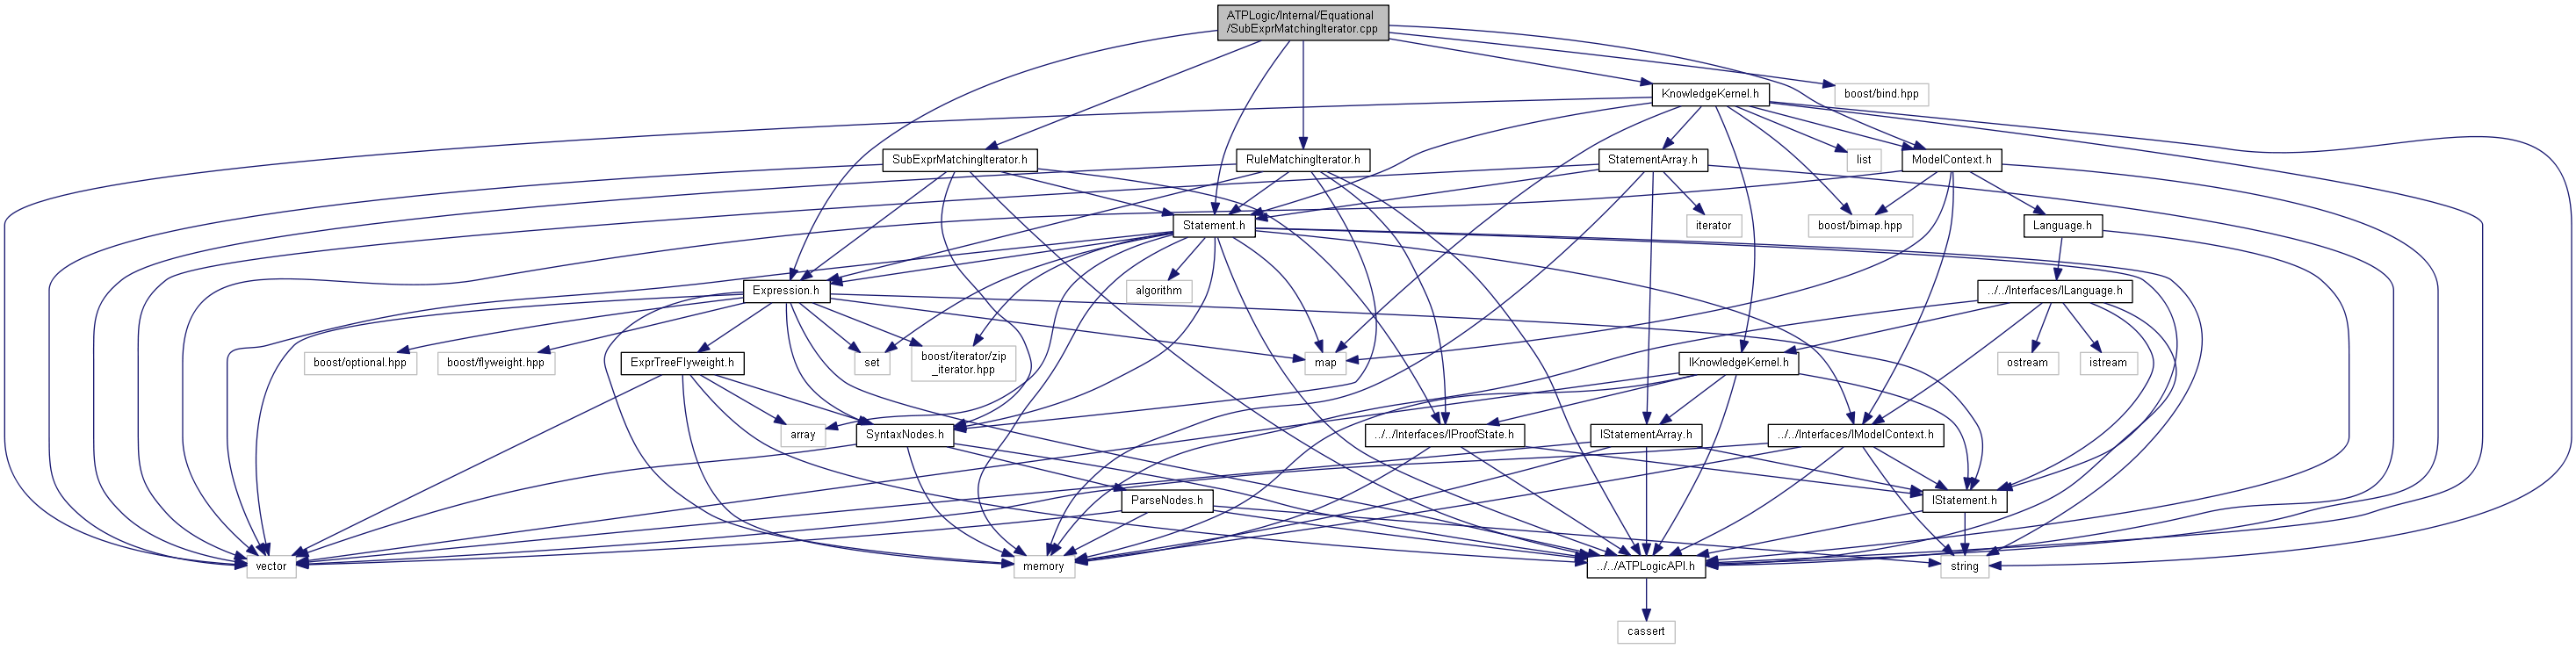 ATPLogic/Internal/Equational
/SubExprMatchingIterator.cpp
KnowledgeKernel.h
boost/bind.hpp
SubExprMatchingIterator.h
RuleMatchingIterator.h
StatementArray.h
list
ModelContext.h
Statement.h
iterator
boost/bimap.hpp
Language.h
Expression.h
algorithm
../../Interfaces/ILanguage.h
boost/optional.hpp
boost/flyweight.hpp
ExprTreeFlyweight.h
set
boost/iterator/zip
_iterator.hpp
map
IKnowledgeKernel.h
ostream
istream
array
SyntaxNodes.h
../../Interfaces/IProofState.h
IStatementArray.h
../../Interfaces/IModelContext.h
ParseNodes.h
IStatement.h
vector
memory
../../ATPLogicAPI.h
string
cassert